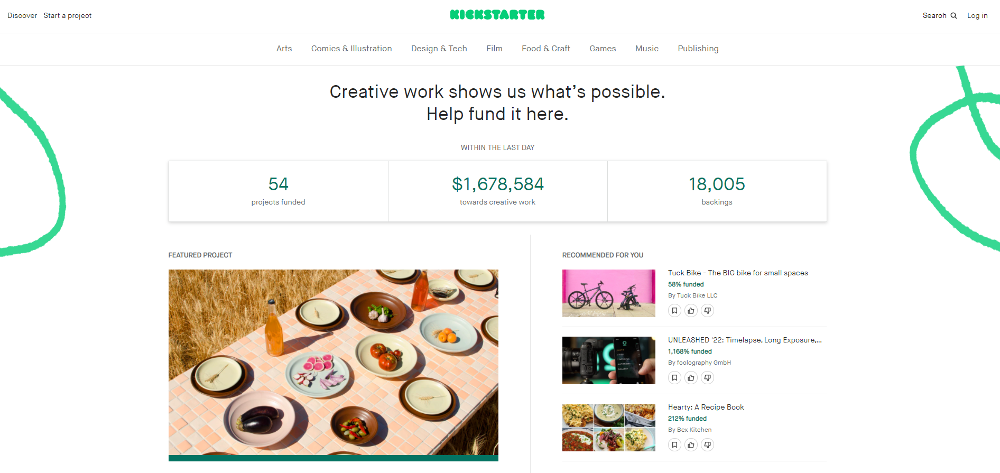 Discover Start a project KICKSTARTER Search Log in
Arts Comics & Illustration Design & Tech Film Food & Craft Games Music Publishing
Creative work shows us what’s possible.
Help fund it here.
WITHIN THE LAST DAY
54 $1,678,584 18,005
projects funded towards creative work backings
FEATURED PROJECT
RECOMMENDED FOR YOU
Tuck Bike - The BIG bike for small spaces
58% funded
By Tuck Bike LLC
UNLEASHED '22: Timelapse, Long Exposure,...
1,168% funded
By foolography GmbH
Hearty: A Recipe Book
212% funded
By Bex Kitchen